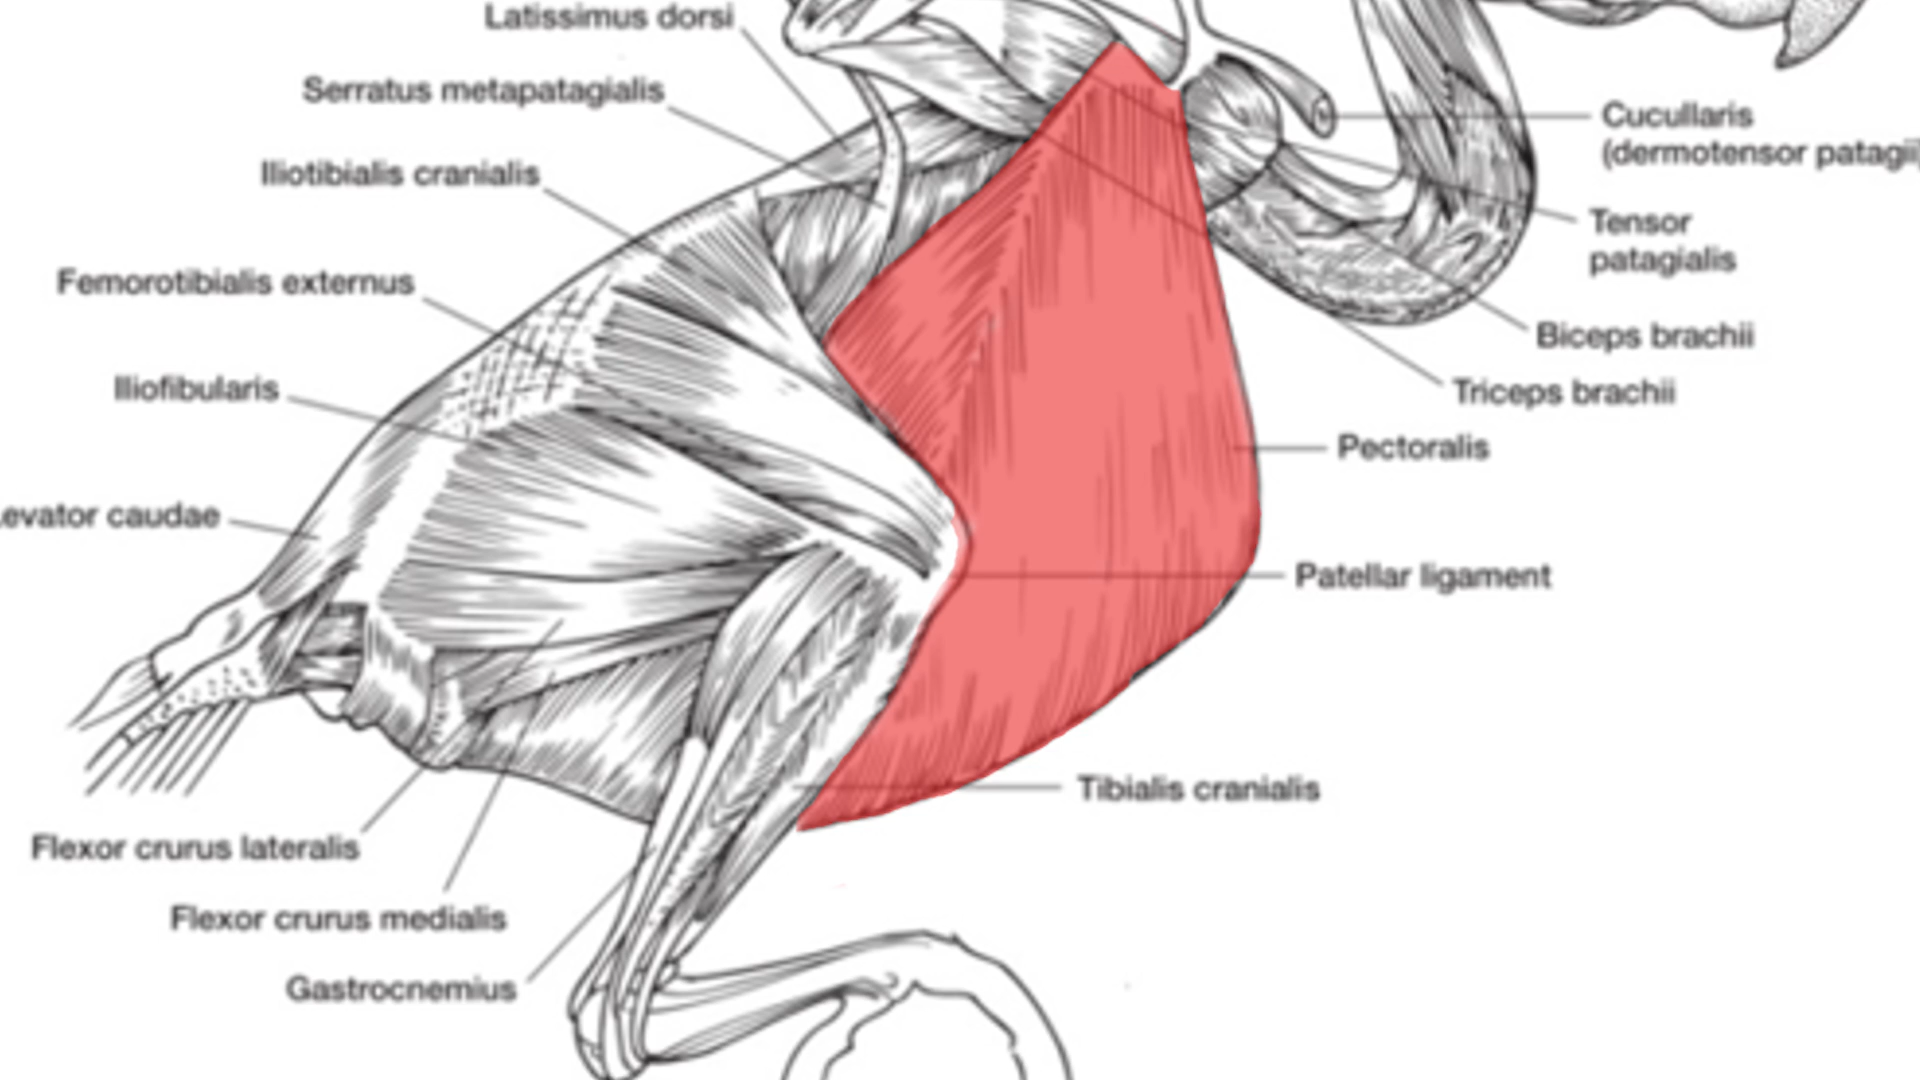 Latissimus dorsi
Serratus metapatagialis
Iliotibialis cranialis
Femorotibialis externus
Iliofibularis
Levator caudae
Flexor crurus lateralis
Flexor crurus medialis
Gastrocnemius
Cucullaris
(dermotensor patagii)
Tensor
patagialis
Biceps brachii
Triceps brachii
Pectoralis
Patellar ligament
Tibialis cranialis